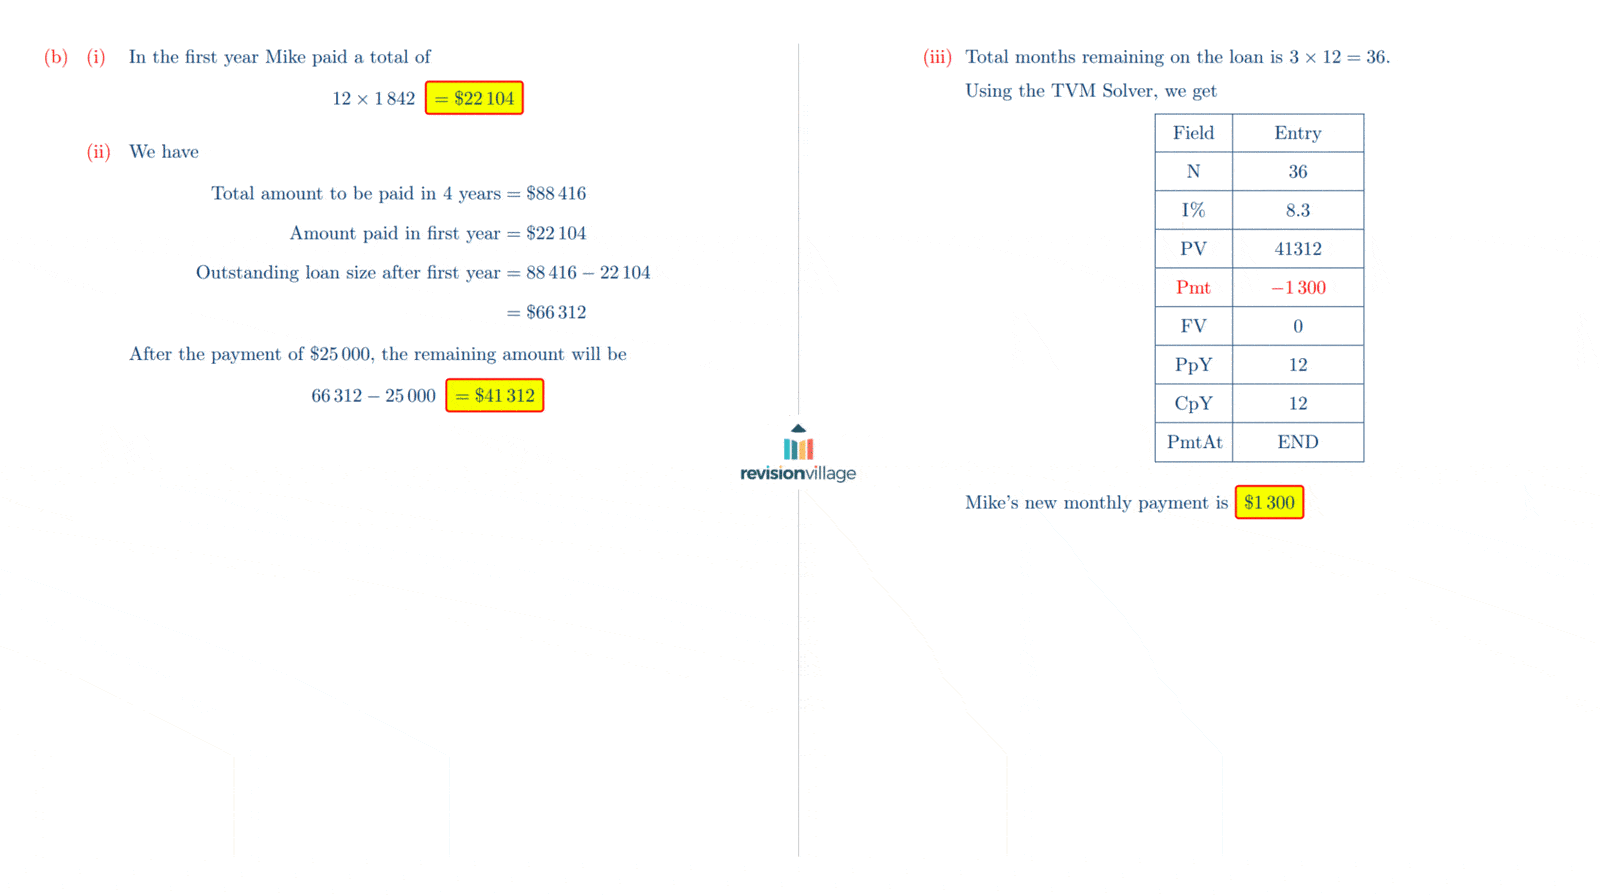 (b) (i) In the first year Mike paid a total of
12 × 1 842 = $22 104
(ii) We have
Total amount to be paid in 4 years = $88 416
Amount paid in first year = $22 104
Outstanding loan size after first year = 88 416 − 22 104
= $66 312
After the payment of $25 000, the remaining amount will be
66 312 − 25 000 = $41 312
revisionvillage
(iii) Total months remaining on the loan is 3 × 12 = 36.
Using the TVM Solver, we get
Field Entry
N 36
I% 8.3
PV 41312
Pmt −1 300
FV 0
PpY 12
CpY 12
PmtAt END
Mike's new monthly payment is $1 300